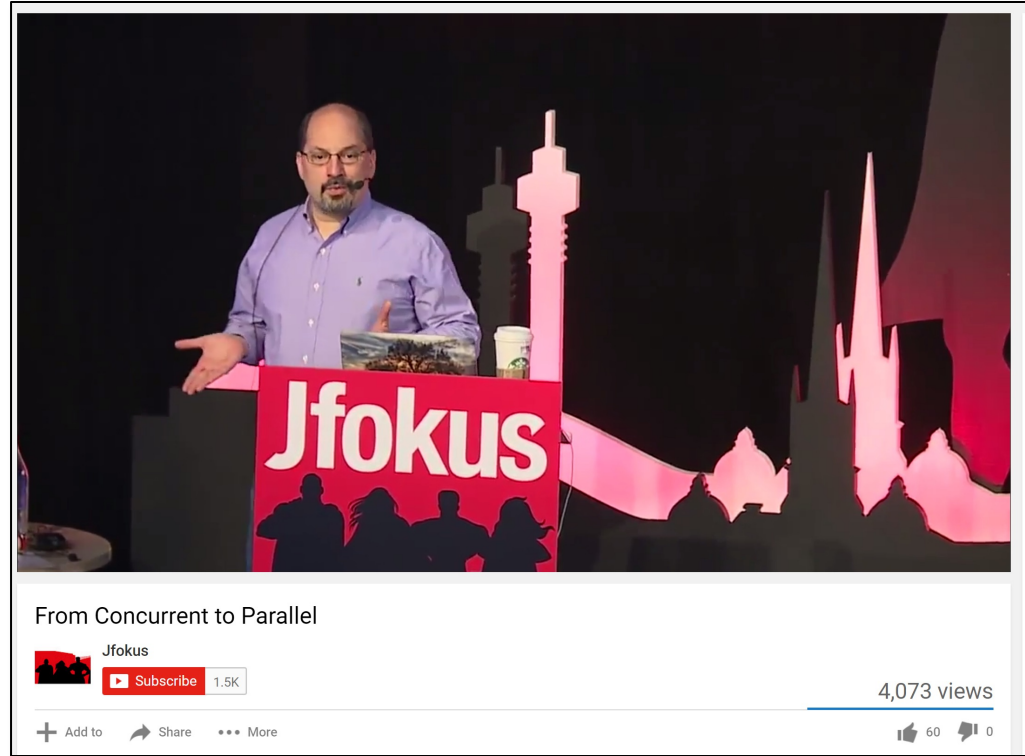 Jfokus
From Concurrent to Parallel
Jfokus
Subscribe 1.5K
4,073 views
Add to Share More 60 0